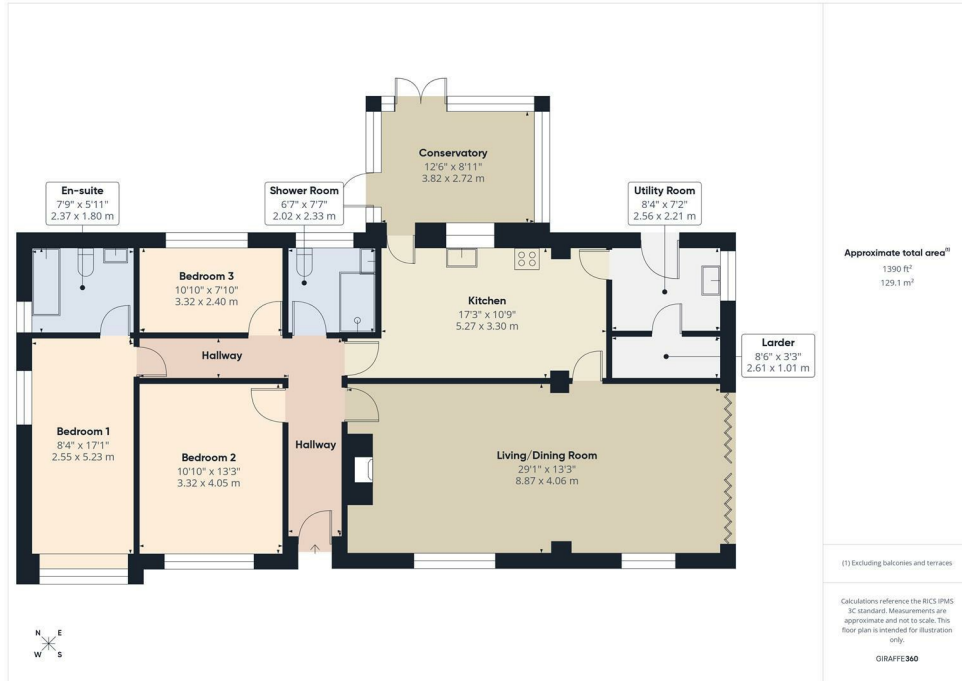 Conservatory
12'6" x 8'11"
3.82 x 2.72 m
En-suite
7'9" x 5'11"
2.37 x 1.80 m
Shower Room
6'7" x 7'7"
2.02 x 2.33 m
Utility Room
8'4" x 7'2"
2.56 x 2.21 m
Bedroom 3
10'10" x 7'10"
3.32 x 2.40 m
Kitchen
17'3" x 10'9"
5.27 x 3.30 m
Hallway
Larder
8'6" x 3'3"
2.61 x 1.01 m
Bedroom 1
8'4" x 17'1"
2.55 x 5.23 m
Bedroom 2
10'10" x 13'3"
3.32 x 4.05 m
Hallway
Living/Dining Room
29'1" x 13'3"
8.87 x 4.06 m
N E
W S
Approximate total area(1)
1390 ft²
129.1 m²
(1) Excluding balconies and terraces
Calculations reference the RICS IPMS
3C standard. Measurements are
approximate and not to scale. This
floor plan is intended for illustration
only.
GIRAFFE360